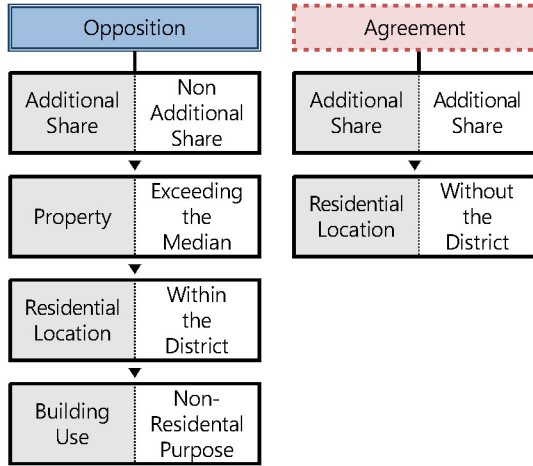 Opposition
Additional
Share
Non
Additional
Share
Property
Exceeding
the
Median
Residential
Location
Within
the
District
Building
Use
Non-
Residental
Purpose
Agreement
Additional
Share
Additional
Share
Residential
Location
Without
the
District